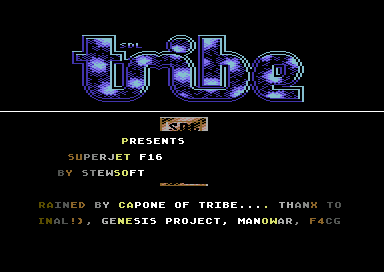 SDL
tribe
PRESENTS
SUPERJET F16
BY STEWSOFT
RAINED BY CAPONE OF TRIBE.... THANX TO
INAL!), GENESIS PROJECT, MANOWAR, F4CG